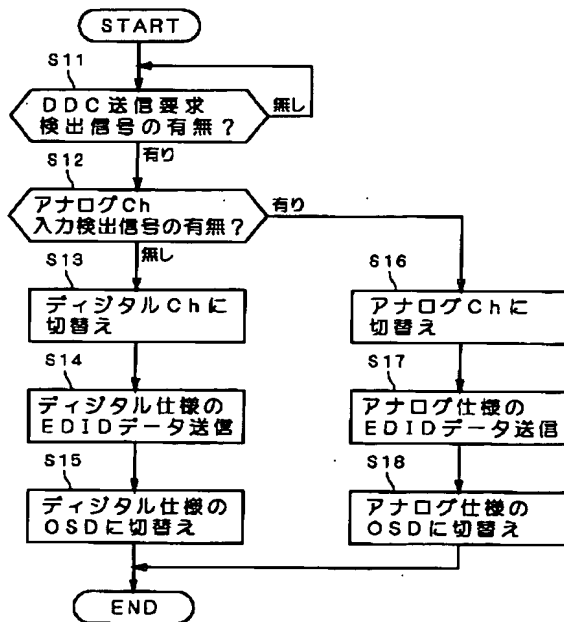 START
S11
DDC送信要求
検出信号の有無?
無し
有り
S12
アナログCh
入力検出信号の有無?
有り
無し
S13
ディジタルChに
切替え
S14
ディジタル仕様の
EDIDデータ送信
S15
ディジタル仕様の
OSDに切替え
S16
アナログChに
切替え
S17
アナログ仕様の
EDIDデータ送信
S18
アナログ仕様の
OSDに切替え
END